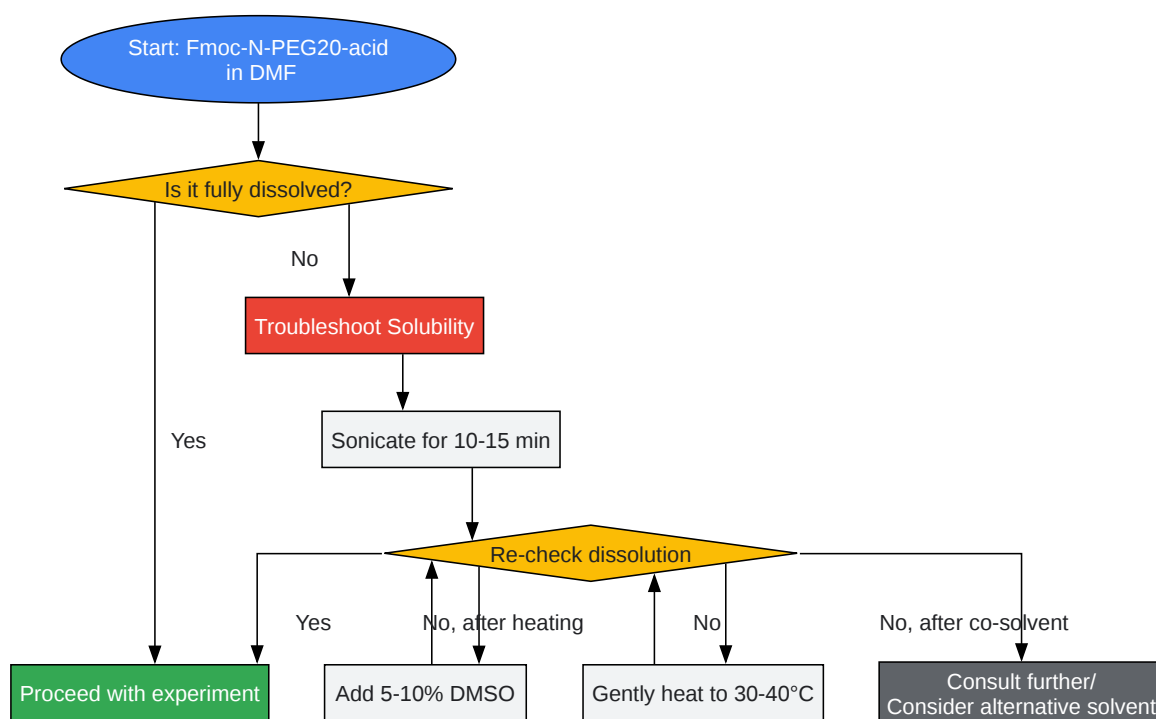 Start: Fmoc-N-PEG20-acid
in DMF
Is it fully dissolved?
No
Troubleshoot Solubility
Yes
Sonicate for 10-15 min
Re-check dissolution
Yes
No, after heating
No
No, after co-solvent
Proceed with experiment
Add 5-10% DMSO
Gently heat to 30-40°C
Consult further/
Consider alternative solvent